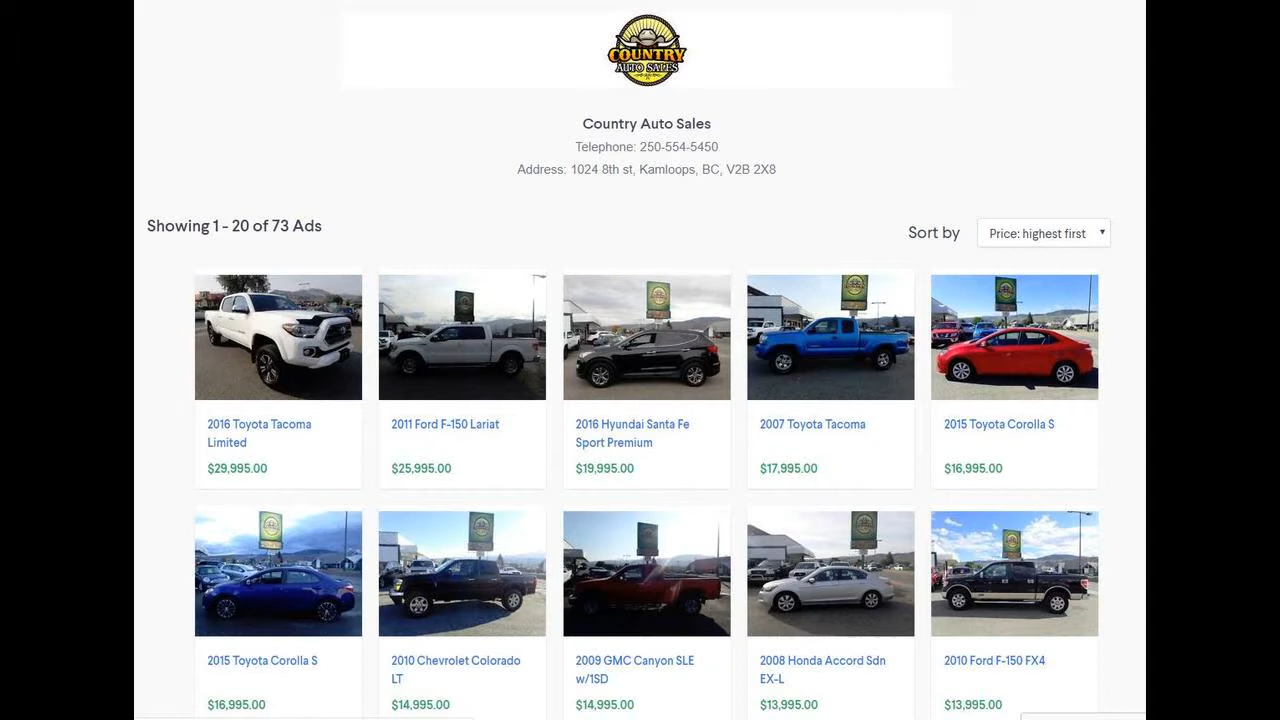 COUNTRY
AUTO SALES
Country Auto Sales
Telephone: 250-554-5450
Address: 1024 8th st, Kamloops, BC, V2B 2X8
Showing 1 - 20 of 73 Ads
Sort by
Price: highest first
2016 Toyota Tacoma
Limited
$29,995.00
2011 Ford F-150 Lariat
$25,995.00
2016 Hyundai Santa Fe
Sport Premium
$19,995.00
2007 Toyota Tacoma
$17,995.00
2015 Toyota Corolla S
$16,995.00
2015 Toyota Corolla S
$16,995.00
2010 Chevrolet Colorado
LT
$14,995.00
2009 GMC Canyon SLE
w/1SD
$14,995.00
2008 Honda Accord Sdn
EX-L
$13,995.00
2010 Ford F-150 FX4
$13,995.00